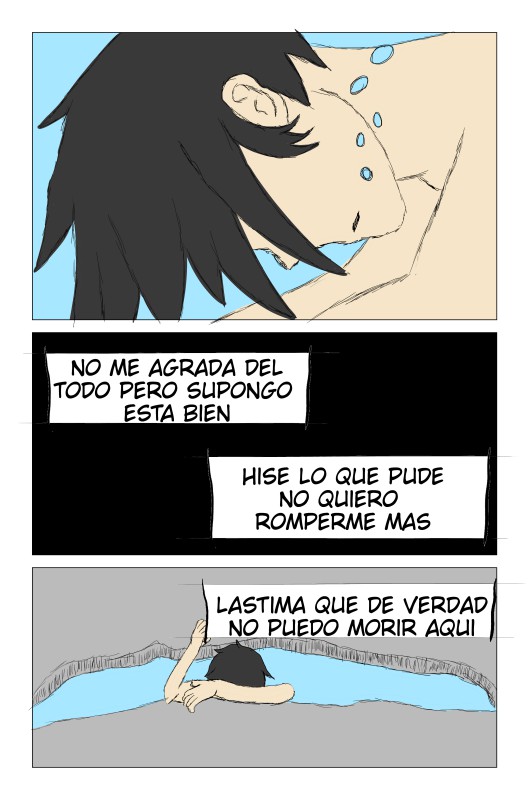 NO ME AGRADA DEL
TODO PERO SUPONGO
ESTA BIEN
HISE LO QUE PUDE
NO QUIERO
ROMPERME MAS
LASTIMA QUE DE VERDAD
NO PUEDO MORIR AQUI